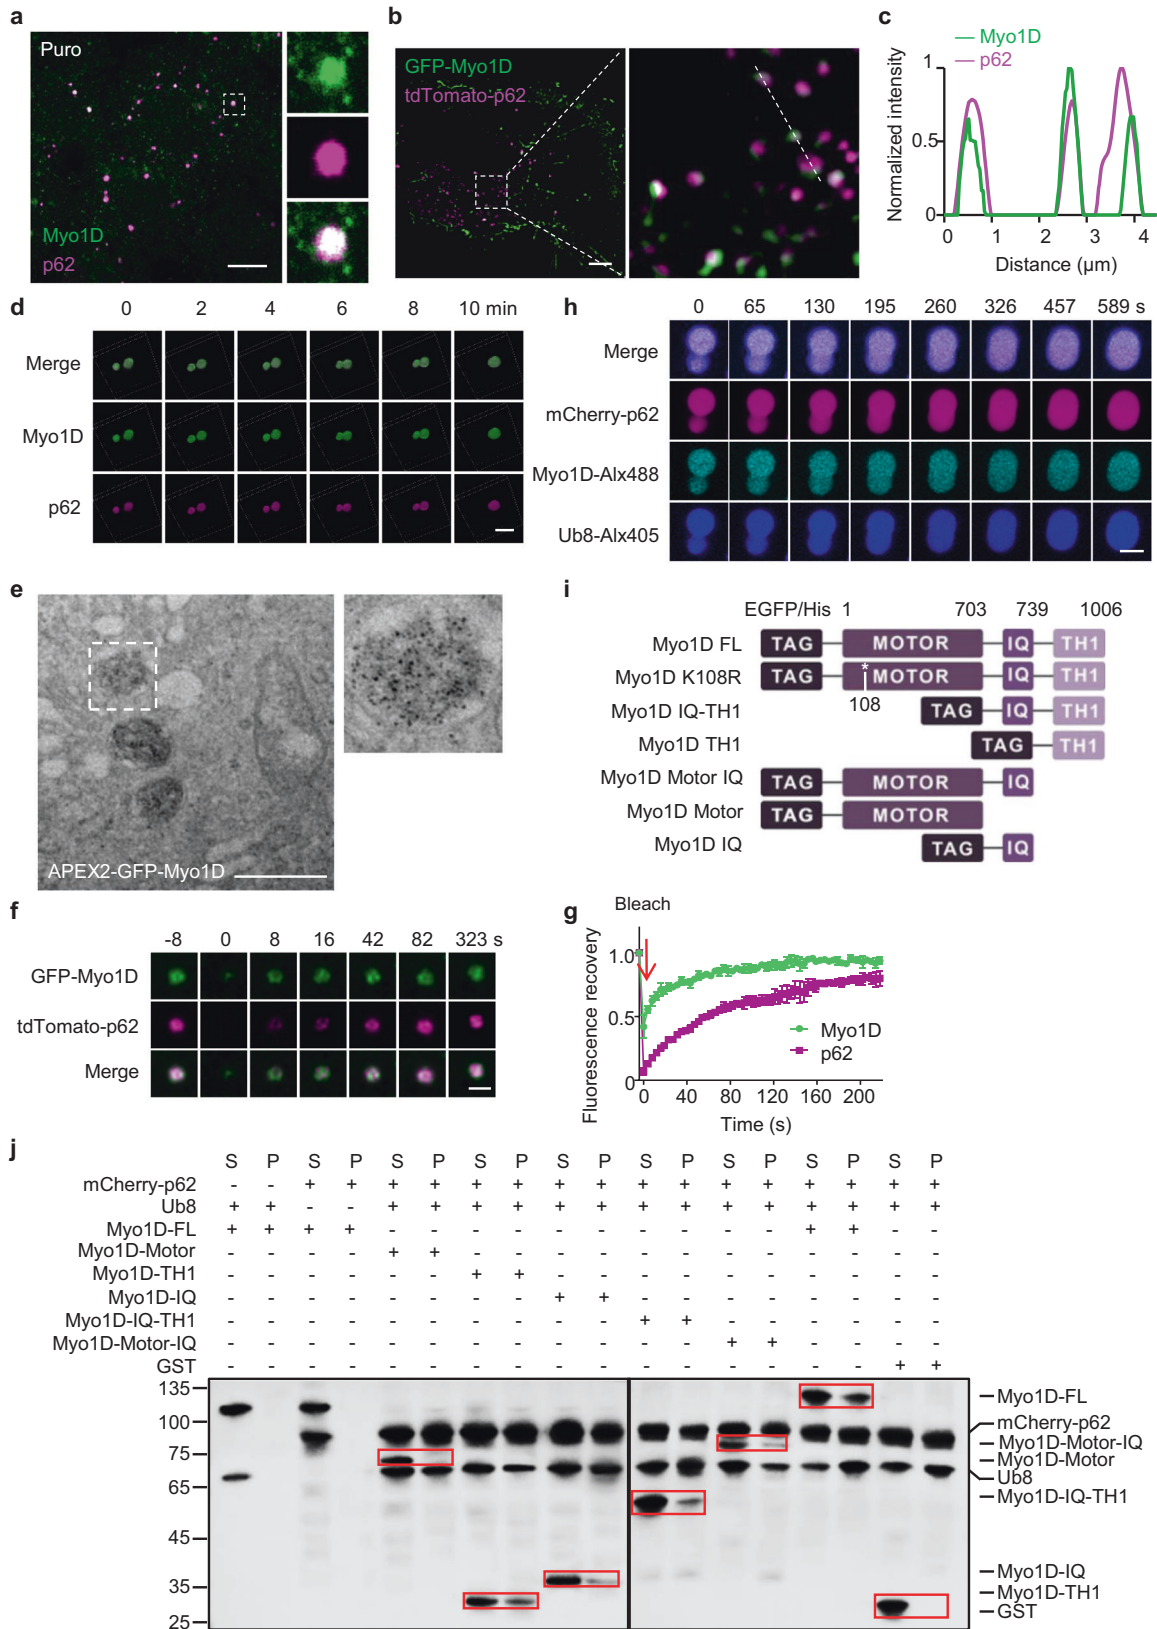 a
Puro
Myo1D
p62
b
GFP-Myo1D
tdTomato-p62
c
Myo1D
p62
Normalized intensity
1
0.5
0
0 1 2 3 4
Distance (µm)
d
0 2 4 6 8 10 min
Merge
Myo1D
p62
h
0 65 130 195 260 326 457 589 s
Merge
mCherry-p62
Myo1D-Alx488
Ub8-Alx405
e
APEX2-GFP-Myo1D
i
EGFP/His 1 703 739 1006
Myo1D FL TAG MOTOR IQ TH1
Myo1D K108R TAG * MOTOR IQ TH1
108
Myo1D IQ-TH1 TAG IQ TH1
Myo1D TH1 TAG TH1
Myo1D Motor IQ TAG MOTOR IQ
Myo1D Motor TAG MOTOR
Myo1D IQ TAG IQ
f
-8 0 8 16 42 82 323 s
GFP-Myo1D
tdTomato-p62
Merge
g
Bleach
Fluorescence recovery
1.0
0.5
0
Myo1D
p62
0 40 80 120 160 200
Time (s)
j
S P S P S P S P S P S P S P S P S P
mCherry-p62 - - + + + + + + + + + + + + + + + +
Ub8 + + - - + + + + + + + + + + + + + +
Myo1D-FL + + + + - - - - - - - - - - + + - -
Myo1D-Motor - - - - + + - - - - - - - - - - - -
Myo1D-TH1 - - - - - - + + - - - - - - - - - -
Myo1D-IQ - - - - - - - - + + - - - - - - - -
Myo1D-IQ-TH1 - - - - - - - - - - + + - - - - - -
Myo1D-Motor-IQ - - - - - - - - - - - - + + - - - -
GST - - - - - - - - - - - - - - - - + +
135
100
75
65
45
35
25
Myo1D-FL
mCherry-p62
Myo1D-Motor-IQ
Myo1D-Motor
Ub8
Myo1D-IQ-TH1
Myo1D-IQ
Myo1D-TH1
GST